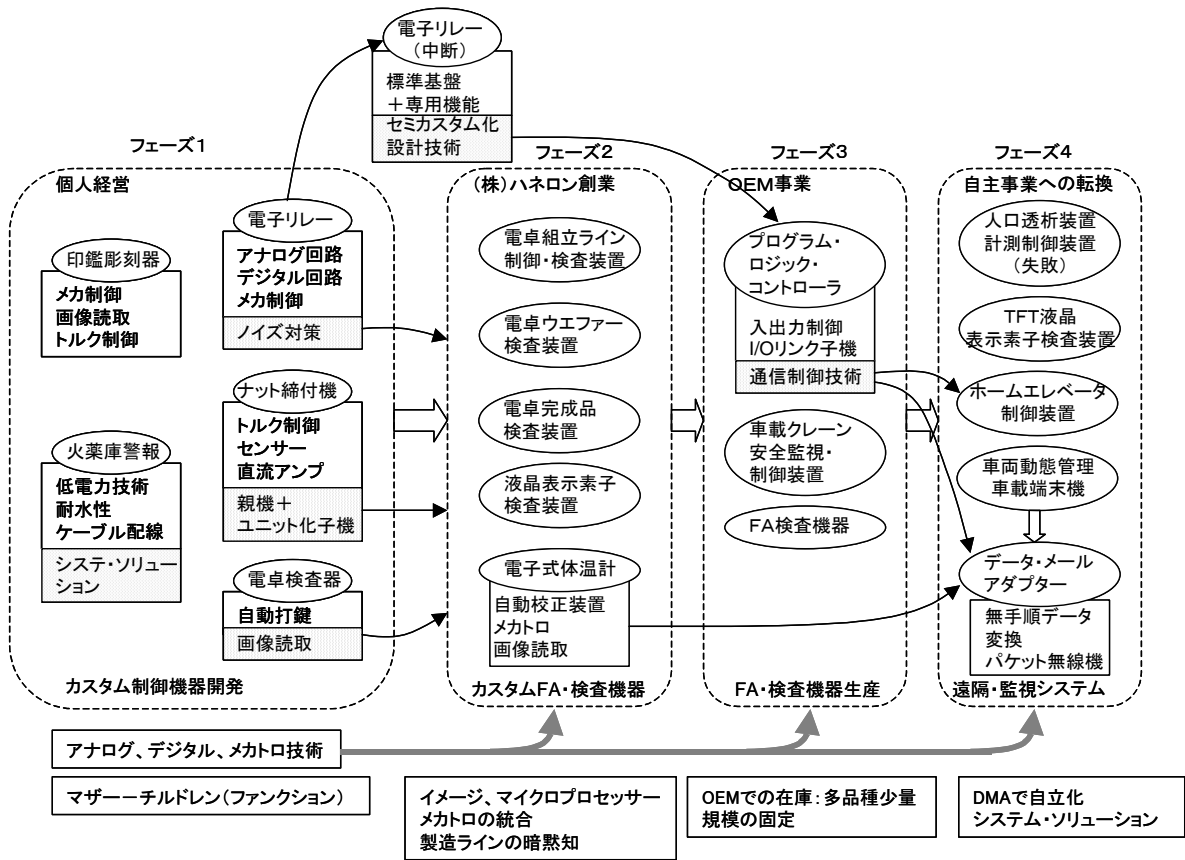 電子リレー
（中断）
標準基盤
＋専用機能
セミカスタム化
設計技術
フェーズ１
個人経営
印鑑彫刻器
メカ制御
画像読取
トルク制御
火薬庫警報
低電力技術
耐水性
ケーブル配線
システ・ソリュー
ション
電子リレー
アナログ回路
デジタル回路
メカ制御
ノイズ対策
ナット締付機
トルク制御
センサー
直流アンプ
親機＋
ユニット化子機
電卓検査器
自動打鍵
画像読取
カスタム制御機器開発
フェーズ２
（株）ハネロン創業
電卓組立ライン
制御・検査装置
電卓ウエファー
検査装置
電卓完成品
検査装置
液晶表示素子
検査装置
電子式体温計
自動校正装置
メカトロ
画像読取
カスタムFA・検査機器
フェーズ３
OEM事業
プログラム・
ロジック・
コントローラ
入出力制御
I/Oリンク子機
通信制御技術
車載クレーン
安全監視・
制御装置
FA検査機器
FA・検査機器生産
フェーズ４
自主事業への転換
人口透析装置
計測制御装置
（失敗）
TFT液晶
表示素子検査装置
ホームエレベータ
制御装置
車両動態管理
車載端末機
データ・メール
アダプター
無手順データ
変換
パケット無線機
遠隔・監視システム
アナログ、デジタル、メカトロ技術
マザーーチルドレン（ファンクション）
イメージ、マイクロプロセッサー
メカトロの統合
製造ラインの暗黙知
OEMでの在庫：多品種少量
規模の固定
DMAで自立化
システム・ソリューション